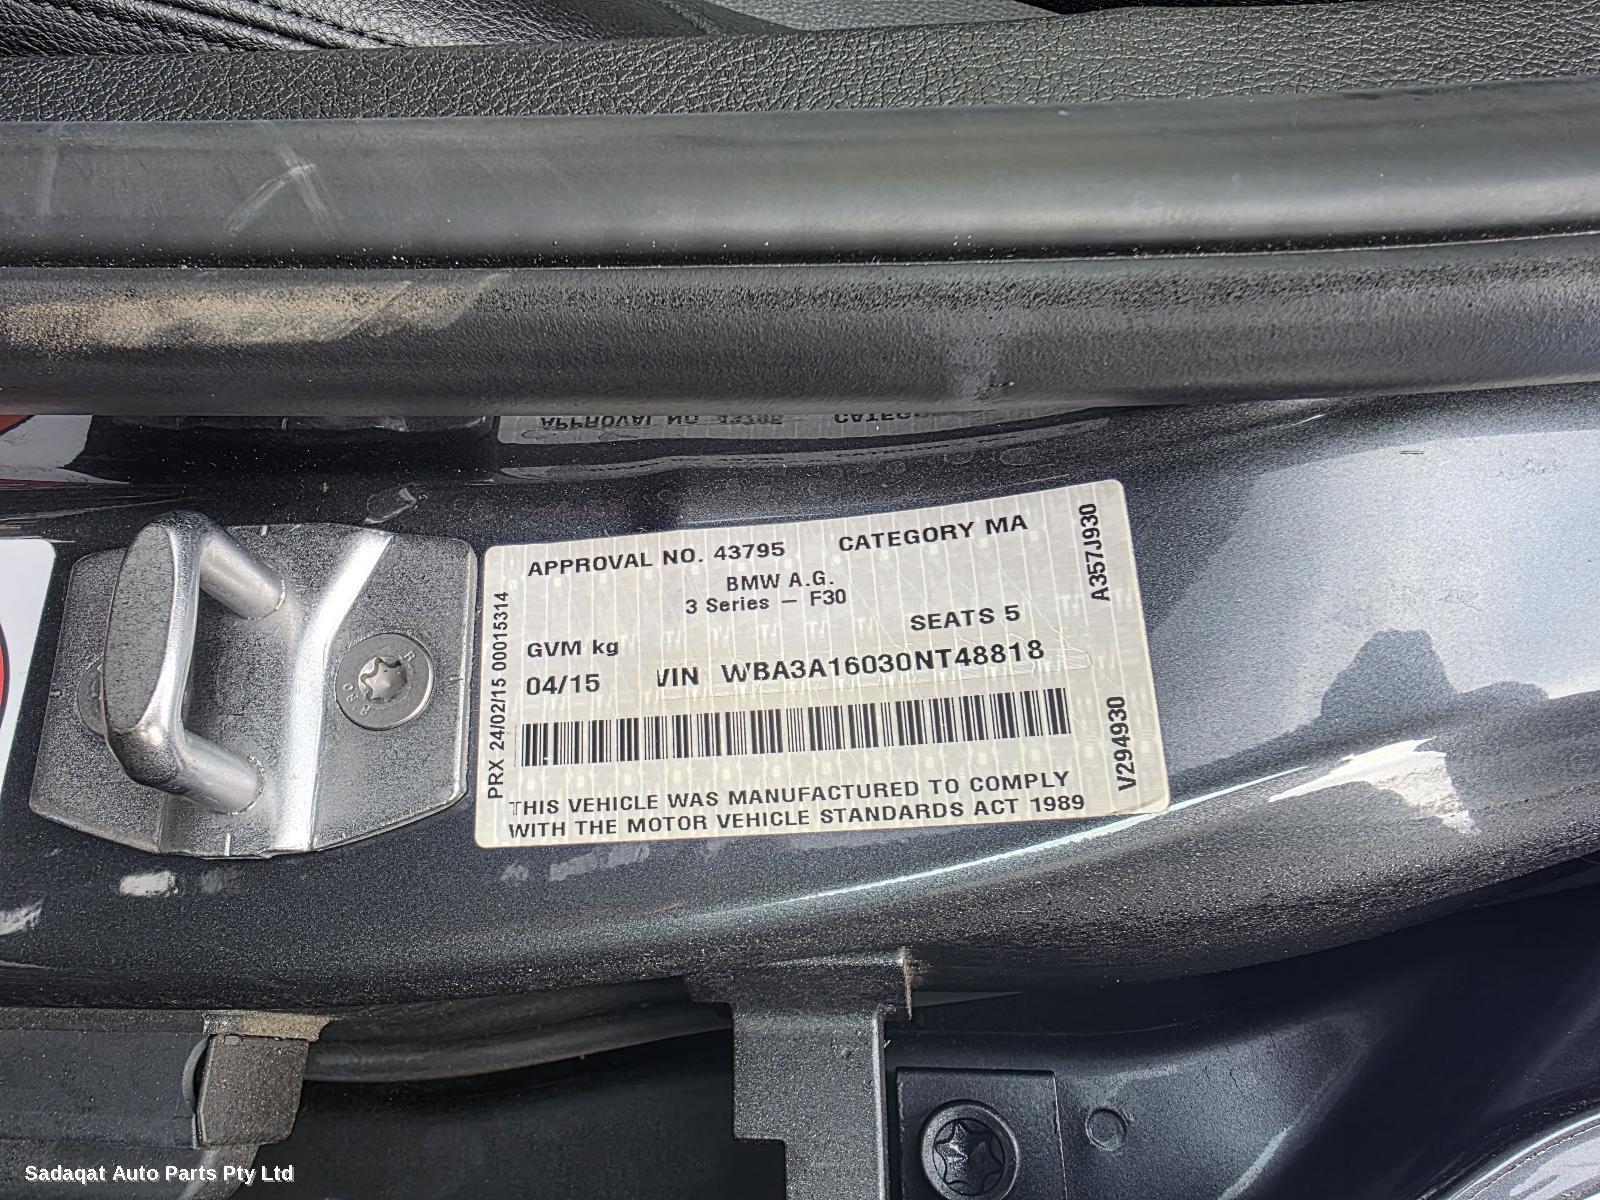 APPROVAL NO. 43795 CATEGORY MA
BMW A.G.
3 Series — F30
SEATS 5
GVM kg
04/15 VIN WBA3A16030NT48818
THIS VEHICLE WAS MANUFACTURED TO COMPLY
WITH THE MOTOR VEHICLE STANDARDS ACT 1989
PRX 24/02/15 00015314
A357J930
V294930
Sadaqat Auto Parts Pty Ltd